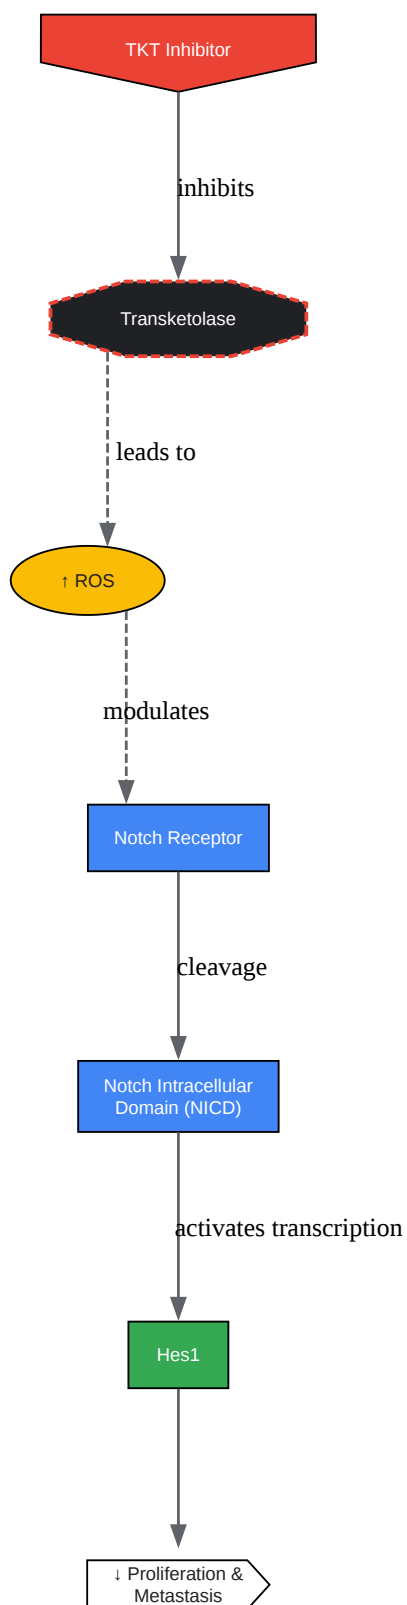 TKT Inhibitor
inhibits
Transketolase
leads to
↑ ROS
modulates
Notch Receptor
cleavage
Notch Intracellular
Domain (NICD)
activates transcription
Hes1
↓ Proliferation &
Metastasis